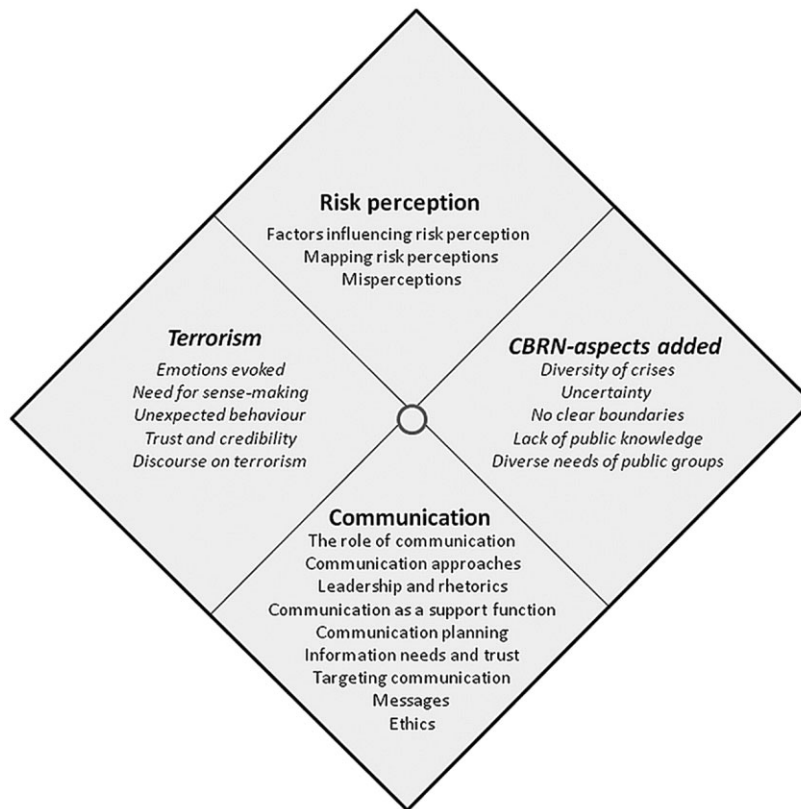 Risk perception
Factors influencing risk perception
Mapping risk perceptions
Misperceptions
Terrorism
Emotions evoked
Need for sense-making
Unexpected behaviour
Trust and credibility
Discourse on terrorism
CBRN-aspects added
Diversity of crises
Uncertainty
No clear boundaries
Lack of public knowledge
Diverse needs of public groups
Communication
The role of communication
Communication approaches
Leadership and rhetorics
Communication as a support function
Communication planning
Information needs and trust
Targeting communication
Messages
Ethics